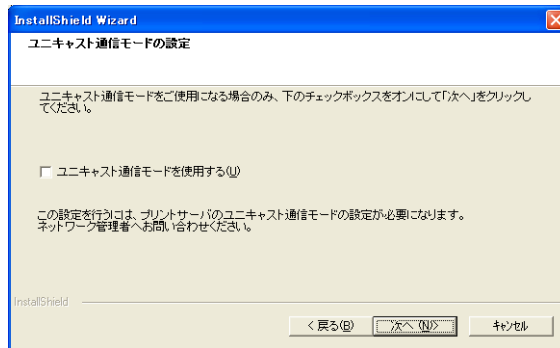 InstallShield Wizard
ユニキャスト通信モードの設定
ユニキャスト通信モードをご使用になる場合のみ、下のチェックボックスをオンにして「次へ」をクリックし
てください。
ユニキャスト通信モードを使用する(U)
この設定を行うには、プリントサーバのユニキャスト通信モードの設定が必要になります。
ネットワーク管理者へお問い合わせください。
InstallShield
< 戻る(B) 次へ (N)> キャンセル